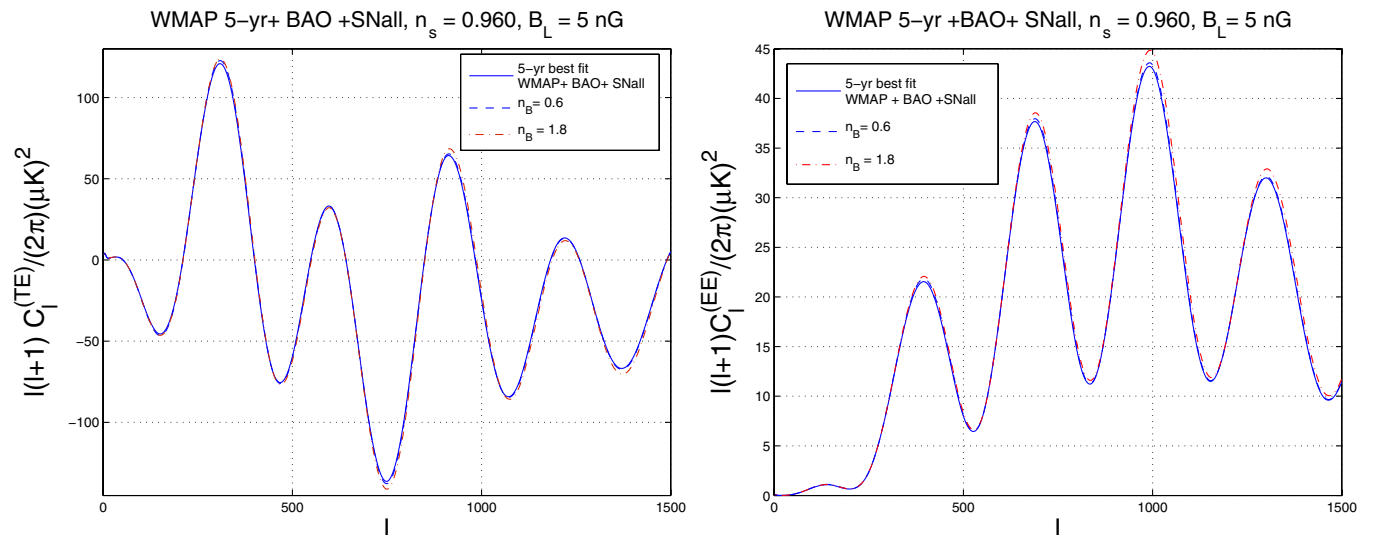 WMAP 5−yr+ BAO +SNall, n_s = 0.960, B_L = 5 nG
l(l+1) C_l^(TE)/(2π)(μK)^2
100
50
0
−50
−100
0
500
1000
1500
l
5−yr best fit
WMAP+ BAO+ SNall
n_B= 0.6
n_B = 1.8
WMAP 5−yr +BAO+ SNall, n_s = 0.960, B_L= 5 nG
l(l+1)C_l^(EE)/(2π)(μK)^2
45
40
35
30
25
20
15
10
5
0
0
500
1000
1500
l
5−yr best fit
WMAP + BAO +SNall
n_B= 0.6
n_B = 1.8